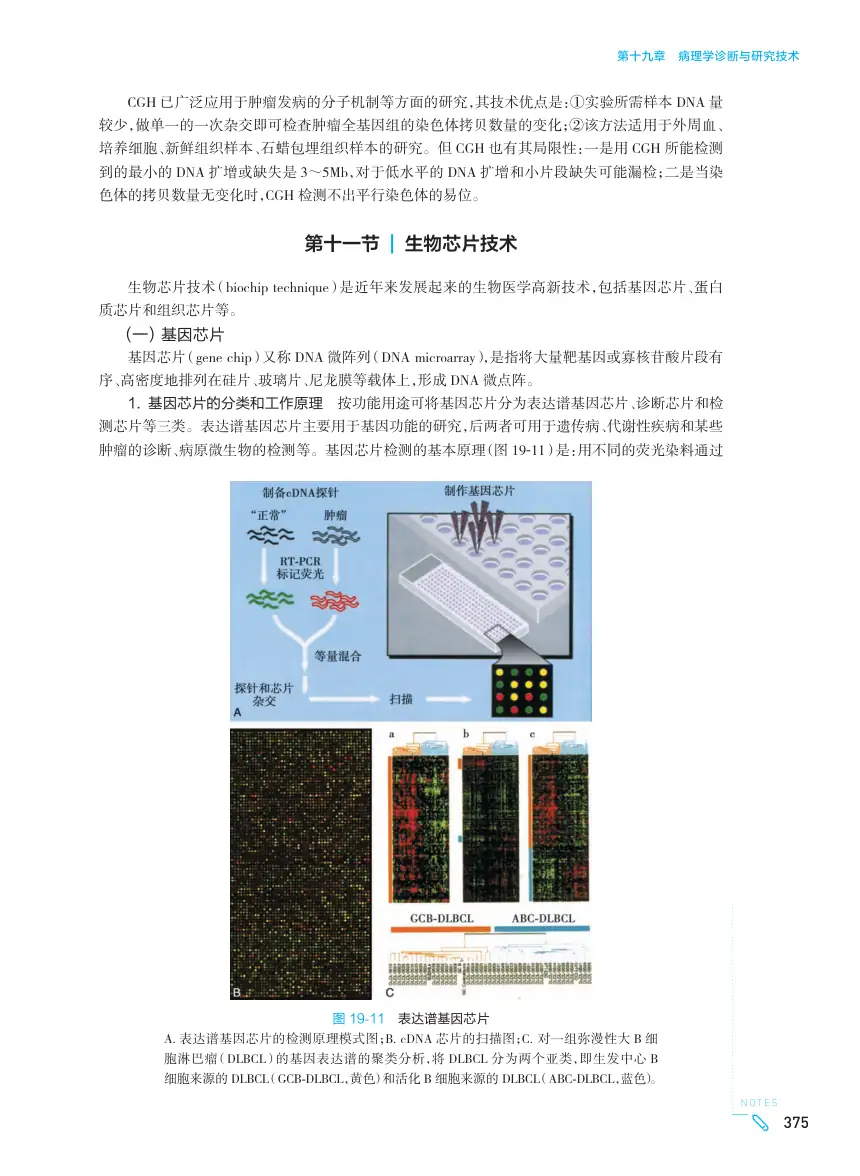 第十九章 病理学诊断与研究技术
CGH 已广泛应用于肿瘤发病的分子机制等方面的研究,其技术优点是:①实验所需样本 DNA 量
较少,做单一的一次杂交即可检查肿瘤全基因组的染色体拷贝数量的变化;②该方法适用于外周血、
培养细胞、新鲜组织样本、石蜡包埋组织样本的研究。但 CGH 也有其局限性:一是用 CGH 所能检测
到的最小的 DNA 扩增或缺失是 3～5Mb,对于低水平的 DNA 扩增和小片段缺失可能漏检;二是当染
色体的拷贝数量无变化时,CGH 检测不出平行染色体的易位。
第十一节 | 生物芯片技术
生物芯片技术(biochip technique)是近年来发展起来的生物医学高新技术,包括基因芯片、蛋白
质芯片和组织芯片等。
(一) 基因芯片
基因芯片(gene chip)又称 DNA 微阵列(DNA microarray),是指将大量靶基因或寡核苷酸片段有
序、高密度地排列在硅片、玻璃片、尼龙膜等载体上,形成 DNA 微点阵。
1. 基因芯片的分类和工作原理 按功能用途可将基因芯片分为表达谱基因芯片、诊断芯片和检
测芯片等三类。表达谱基因芯片主要用于基因功能的研究,后两者可用于遗传病、代谢性疾病和某些
肿瘤的诊断、病原微生物的检测等。基因芯片检测的基本原理(图 19-11)是:用不同的荧光染料通过
制备cDNA探针
制作基因芯片
“正常” 肿瘤
RT-PCR
标记荧光
等量混合
探针和芯片
杂交
扫描
A
a b c
GCB-DLBCL ABC-DLBCL
B
C
图 19-11 表达谱基因芯片
A. 表达谱基因芯片的检测原理模式图;B. cDNA 芯片的扫描图;C. 对一组弥漫性大 B 细
胞淋巴瘤(DLBCL)的基因表达谱的聚类分析,将 DLBCL 分为两个亚类,即生发中心 B
细胞来源的 DLBCL(GCB-DLBCL,黄色)和活化 B 细胞来源的 DLBCL(ABC-DLBCL,蓝色)。
NOTES
375